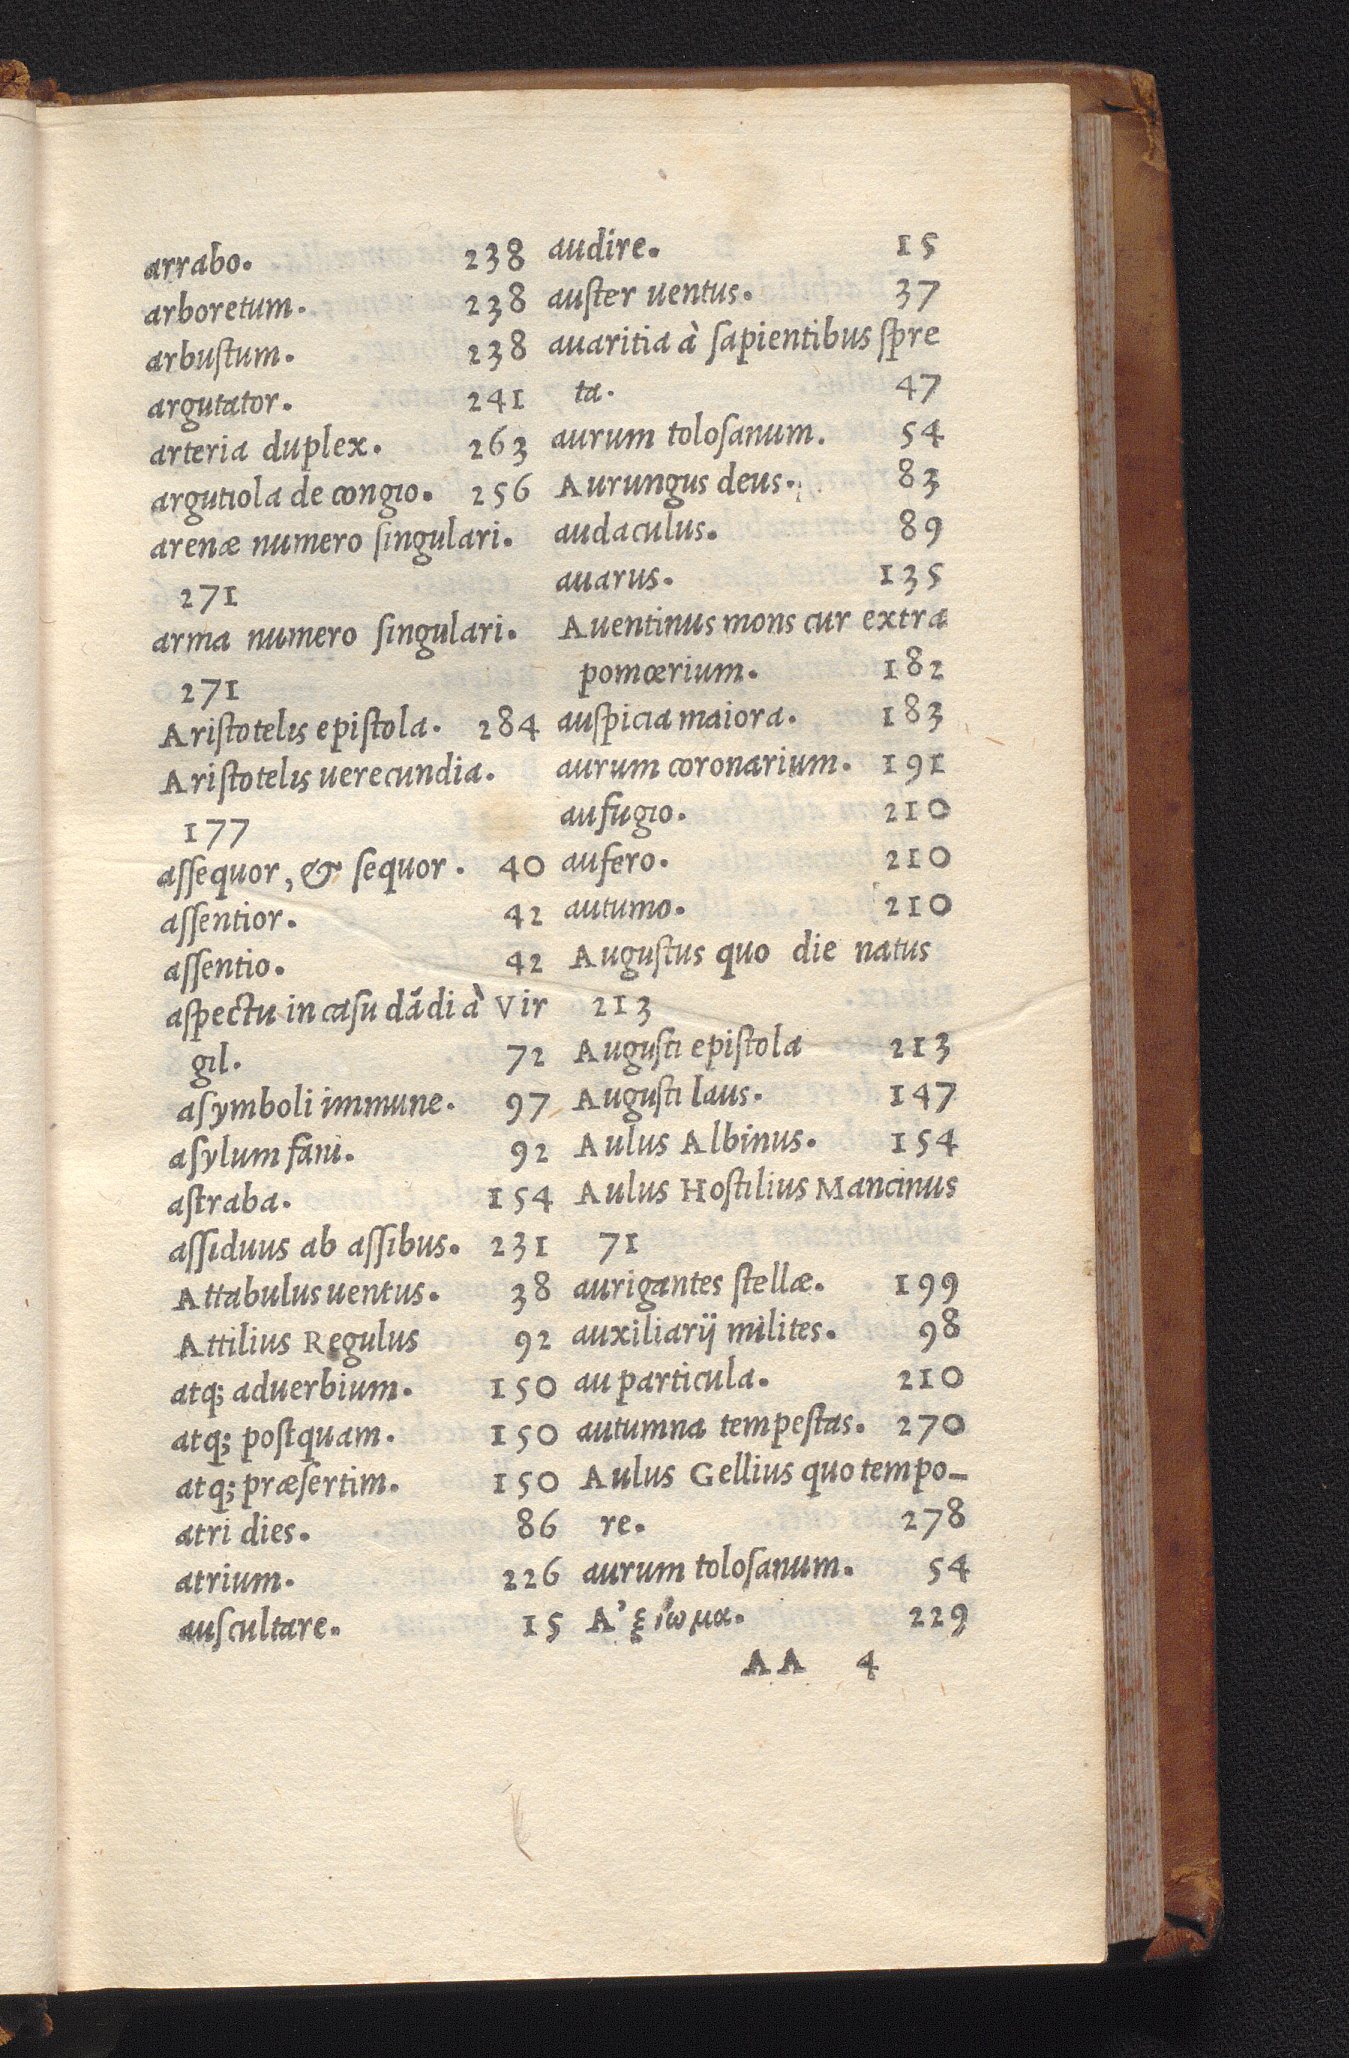 arrabo. 238
arboretum. 238
arbuſtum. 238
argutator. 241
arteria duplex. 263
argutiola de congio. 256
arenæ numero ſingulari.
271
arma numero ſingulari.
271
Ariſtotelis epiſtola. 284
Ariſtotelis uerecundia.
177
aſſequor, & ſequor. 40
aſſentior. 42
aſſentio. 42
aſpectu in caſu dādi à Vir
gil. 72
aſymboli immune. 97
aſylum fani. 92
aſtraba. 154
aſſiduus ab aſſibus. 231
Attabulus uentus. 38
Attilius Regulus 92
atq; aduerbium. 150
atq; poſtquam. 150
atq; præſertim. 150
atri dies. 86
atrium. 226
auſcultare. 15
audire. 15
auſter uentus. 37
auaritia à ſapientibus ſpre
ta. 47
aurum toloſanum. 54
Aurungus deus. 83
audaculus. 89
auarus. 135
Auentinus mons cur extra
pomœrium. 182
auſpicia maiora. 183
aurum coronarium. 191
aufugio. 210
aufero. 210
autumo. 210
Auguſtus quo die natus
213
Auguſti epiſtola 213
Auguſti laus. 147
Aulus Albinus. 154
Aulus Hoſtilius Mancinus
71
aurigantes ſtellæ. 199
auxiliarij milites. 98
au particula. 210
autumna tempeſtas. 270
Aulus Gellius quo tempo-
re. 278
aurum toloſanum. 54
Α᾿ξίωμα. 229
AA 4